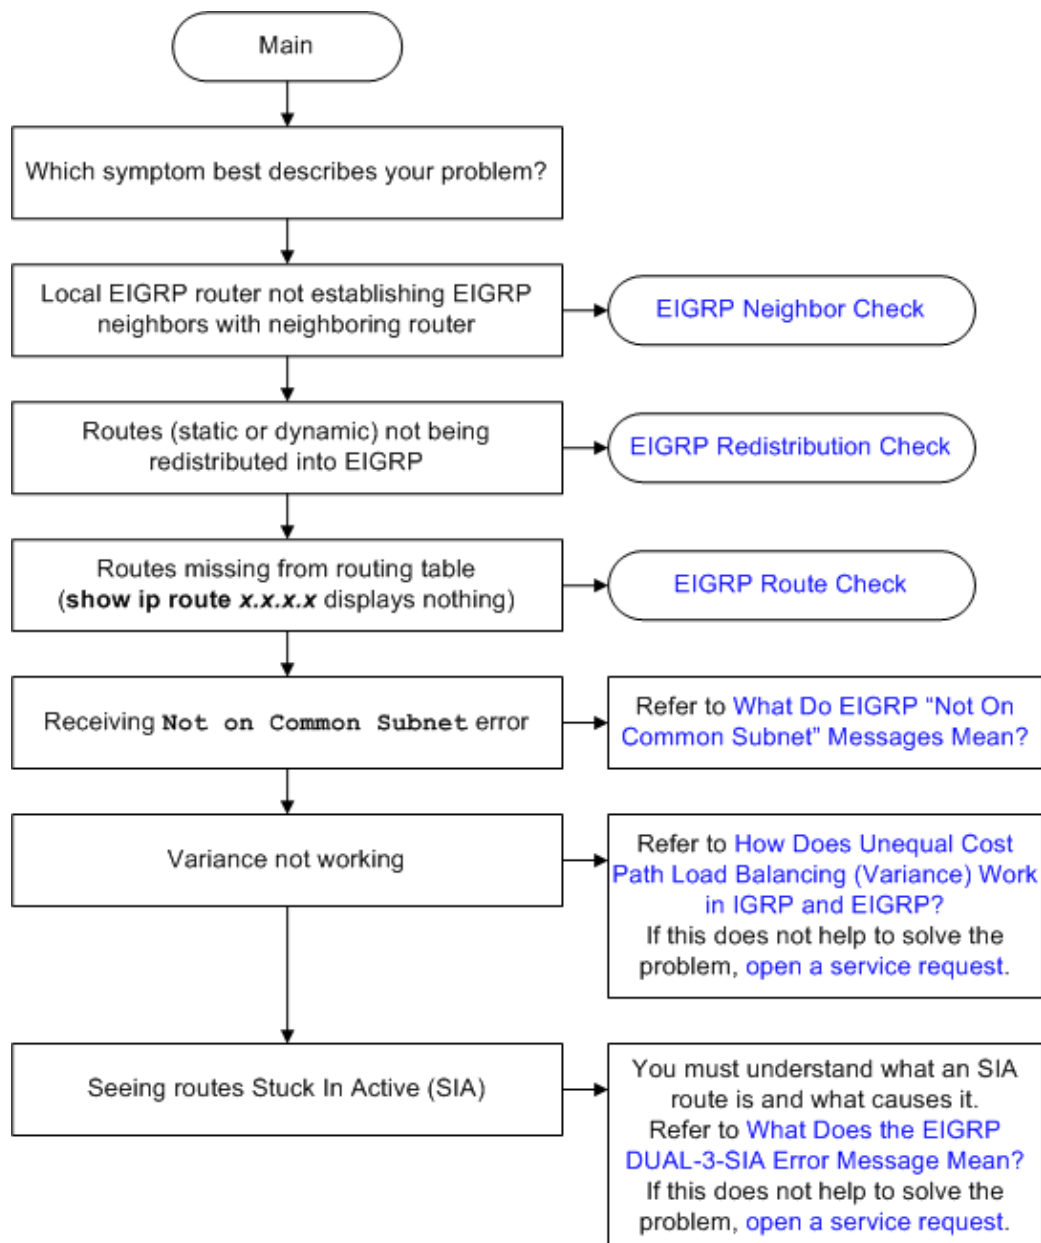 Main
Which symptom best describes your problem?
Local EIGRP router not establishing EIGRP
neighbors with neighboring router
EIGRP Neighbor Check
Routes (static or dynamic) not being
redistributed into EIGRP
EIGRP Redistribution Check
Routes missing from routing table
(show ip route x.x.x.x displays nothing)
EIGRP Route Check
Receiving Not on Common Subnet error
Refer to What Do EIGRP “Not On
Common Subnet” Messages Mean?
Variance not working
Refer to How Does Unequal Cost
Path Load Balancing (Variance) Work
in IGRP and EIGRP?
If this does not help to solve the
problem, open a service request.
Seeing routes Stuck In Active (SIA)
You must understand what an SIA
route is and what causes it.
Refer to What Does the EIGRP
DUAL-3-SIA Error Message Mean?
If this does not help to solve the
problem, open a service request.